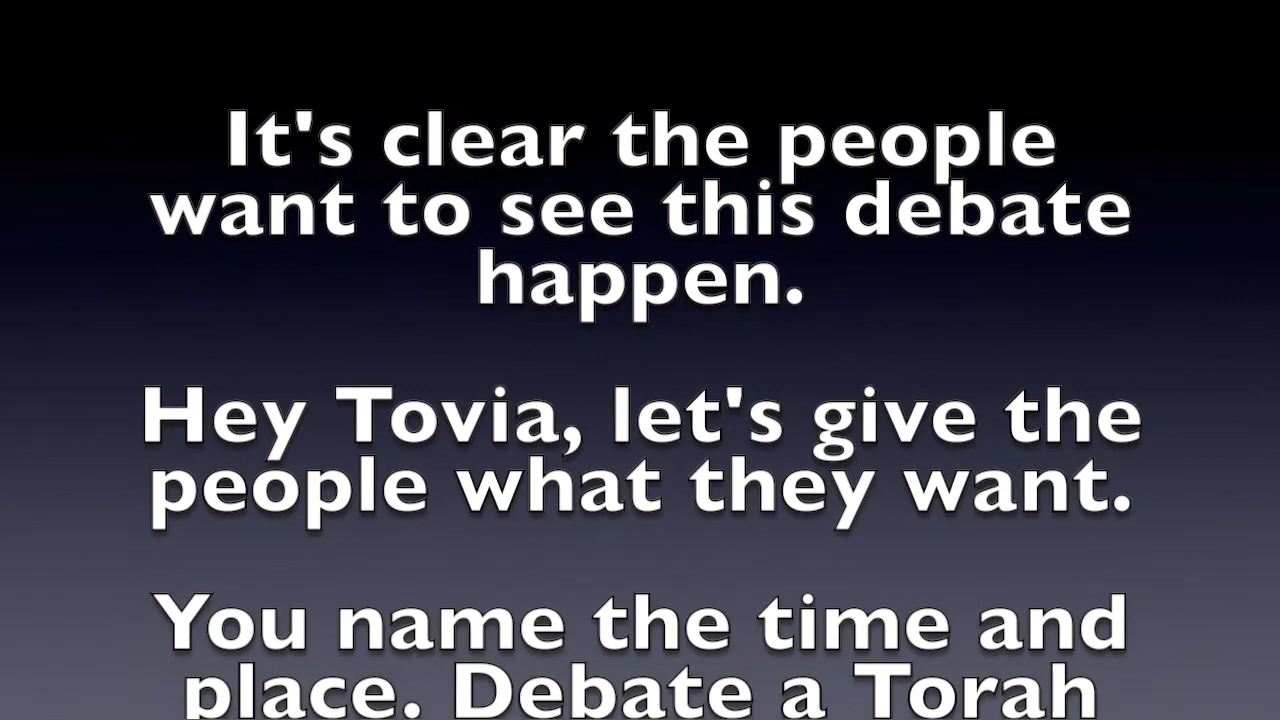 It's clear the people
want to see this debate
happen.
Hey Tovia, let's give the
people what they want.
You name the time and
place. Debate a Torah